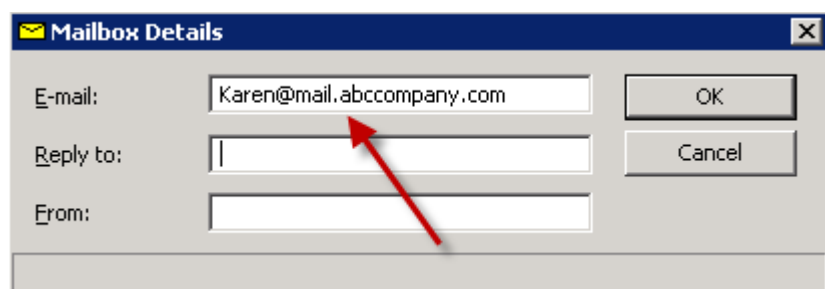 Mailbox Details
E-mail: Karen@mail.abccompany.com OK
Reply to: Cancel
From: